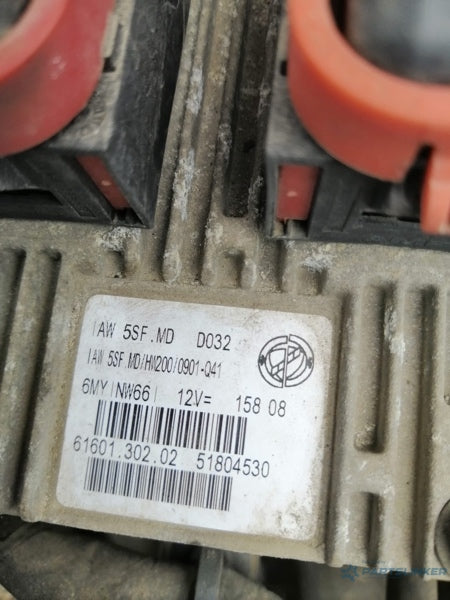 IAW 5SF.MD D032
IAW 5SF.MD/HW200/0901-Q41
6MY|NW66| 12V= 158 08
61601.302.02 51804530
PARTSLINKER